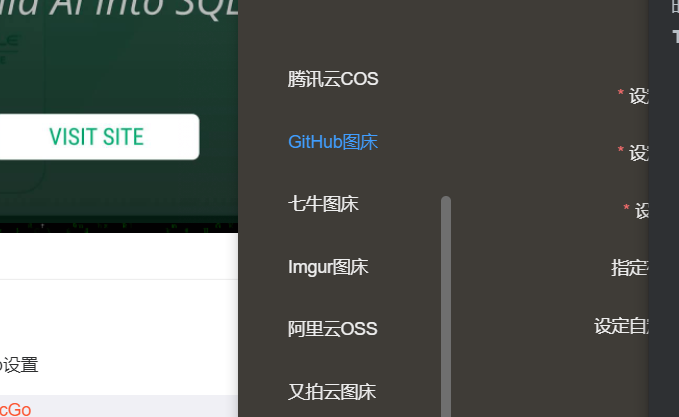 AI into SQL
VISIT SITE
设置
cGo
腾讯云COS
GitHub图床
七牛图床
Imgur图床
阿里云OSS
又拍云图床
* 设
* 设
* 设
指定
设定自